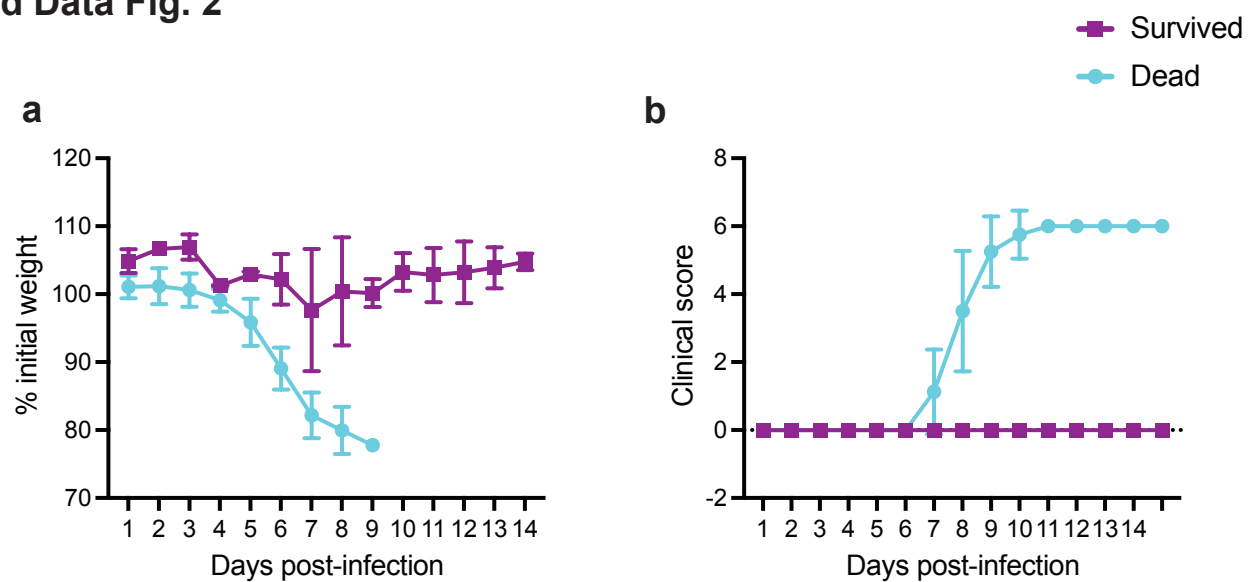 d Data Fig. 2
Survived
Dead
a
b
120
110
100
90
80
70
% initial weight
1 2 3 4 5 6 7 8 9 10 11 12 13 14
Days post-infection
8
6
4
2
0
-2
Clinical score
1 2 3 4 5 6 7 8 9 10 11 12 13 14
Days post-infection